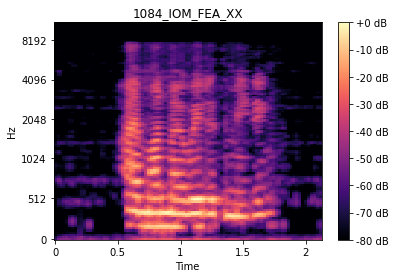 1084_IOM_FEA_XX
8192
4096
2048
1024
512
0
Hz
0
0.5
1
1.5
2
Time
+0 dB
-10 dB
-20 dB
-30 dB
-40 dB
-50 dB
-60 dB
-70 dB
-80 dB